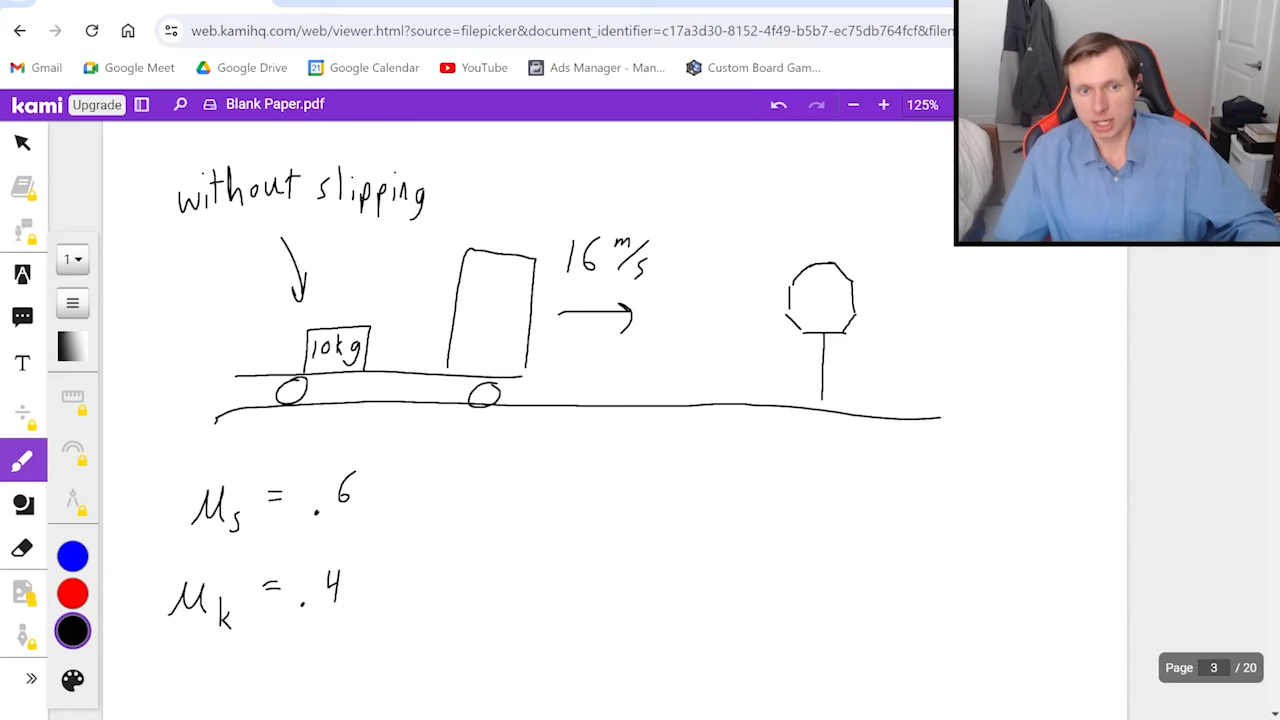 web.kamihq.com/web/viewer.html?source=filepicker&document_identifier=c17a3d30-8152-4f49-b5b7-ec75db764fcf&filen
Gmail
Google Meet
Google Drive
31
Google Calendar
YouTube
Ads Manager - Man...
Custom Board Gam...
kami
Upgrade
Blank Paper.pdf
125%
without slipping
16 m/s
10kg
1
A
T
μs = .6
μk = .4
Page 3 / 20